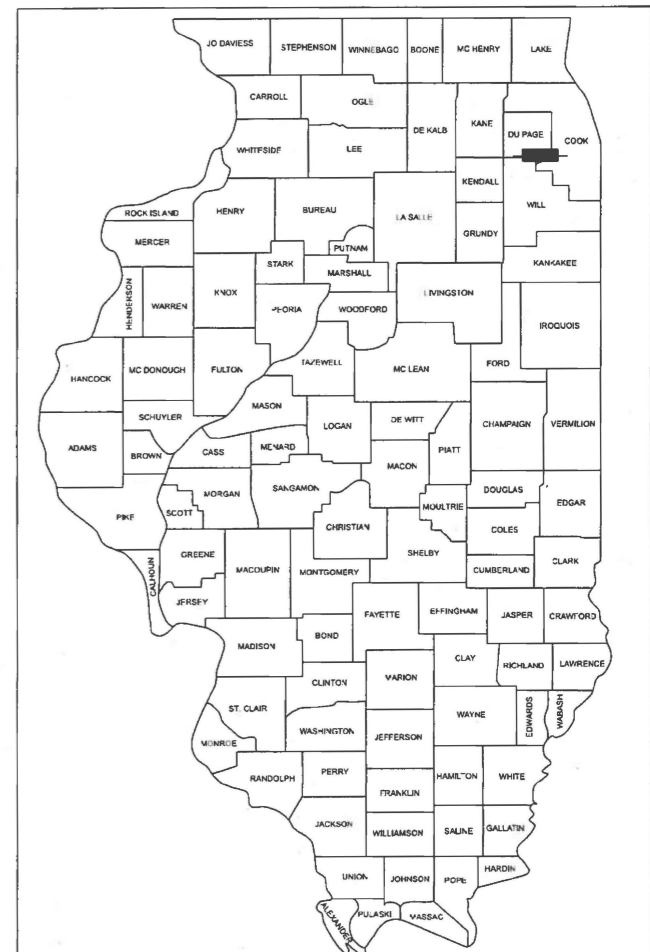 JO DAVIESS
STEPHENSON
WINNEBAGO
BOONE
MC HENRY
LAKE
CARROLL
OGLE
DE KALB
KANE
DU PAGE
COOK
WHITESIDE
LEE
KENDALL
WILL
ROCK ISLAND
HENRY
BUREAU
LA SALLE
GRUNDY
MERCER
PUTNAM
STARK
MARSHALL
KANKAKEE
HENDERSON
WARREN
KNOX
PEORIA
WOODFORD
LIVINGSTON
IROQUOIS
HANCOCK
MC DONOUGH
FULTON
TAZEWELL
MC LEAN
FORD
SCHUYLER
MASON
LOGAN
DE WITT
CHAMPAIGN
VERMILION
ADAMS
BROWN
CASS
MENARD
MACON
PIATT
PIKE
SCOTT
MORGAN
SANGAMON
CHRISTIAN
MOULTRIE
DOUGLAS
EDGAR
COLES
CALHOUN
GREENE
MACOUPIN
MONTGOMERY
SHELBY
CUMBERLAND
CLARK
JERSEY
FAYETTE
EFFINGHAM
JASPER
CRAWFORD
MADISON
BOND
CLAY
RICHLAND
LAWRENCE
CLINTON
MARION
ST. CLAIR
WAYNE
EDWARDS
WABASH
MONROE
WASHINGTON
JEFFERSON
RANDOLPH
PERRY
HAMILTON
WHITE
FRANKLIN
JACKSON
WILLIAMSON
SALINE
GALLATIN
UNION
JOHNSON
POPE
HARDIN
ALEXANDER
PULASKI
MASSAC